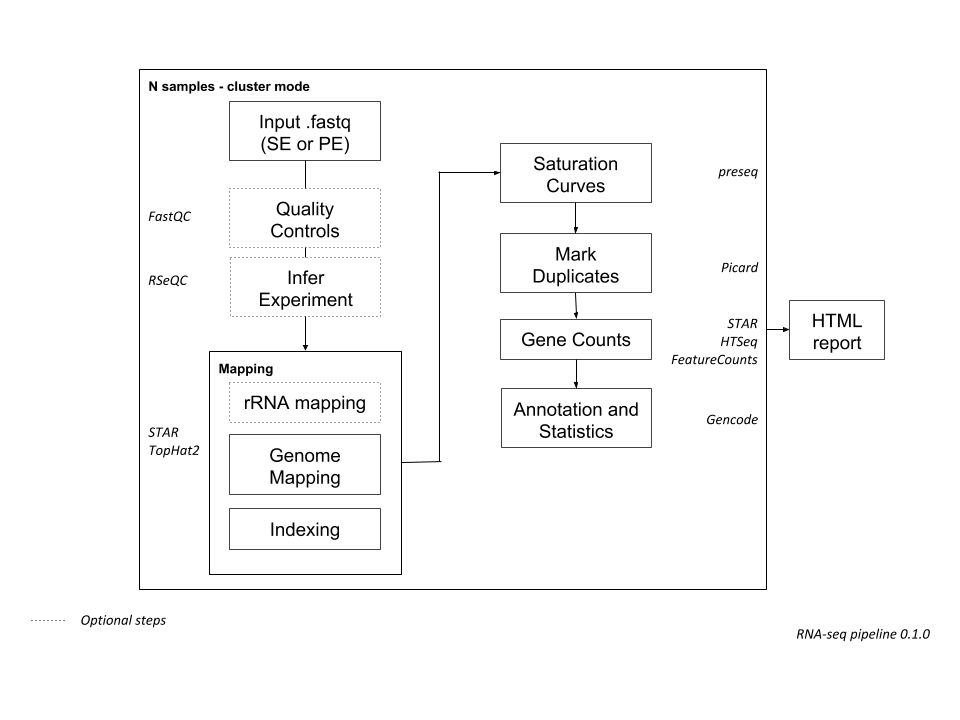 N samples - cluster mode
Input .fastq
(SE or PE)
FastQC
Quality
Controls
RSeQC
Infer
Experiment
Mapping
rRNA mapping
STAR
TopHat2
Genome
Mapping
Indexing
Saturation
Curves
preseq
Mark
Duplicates
Picard
Gene Counts
STAR
HTSeq
FeatureCounts
Annotation and
Statistics
Gencode
HTML
report
Optional steps
RNA-seq pipeline 0.1.0